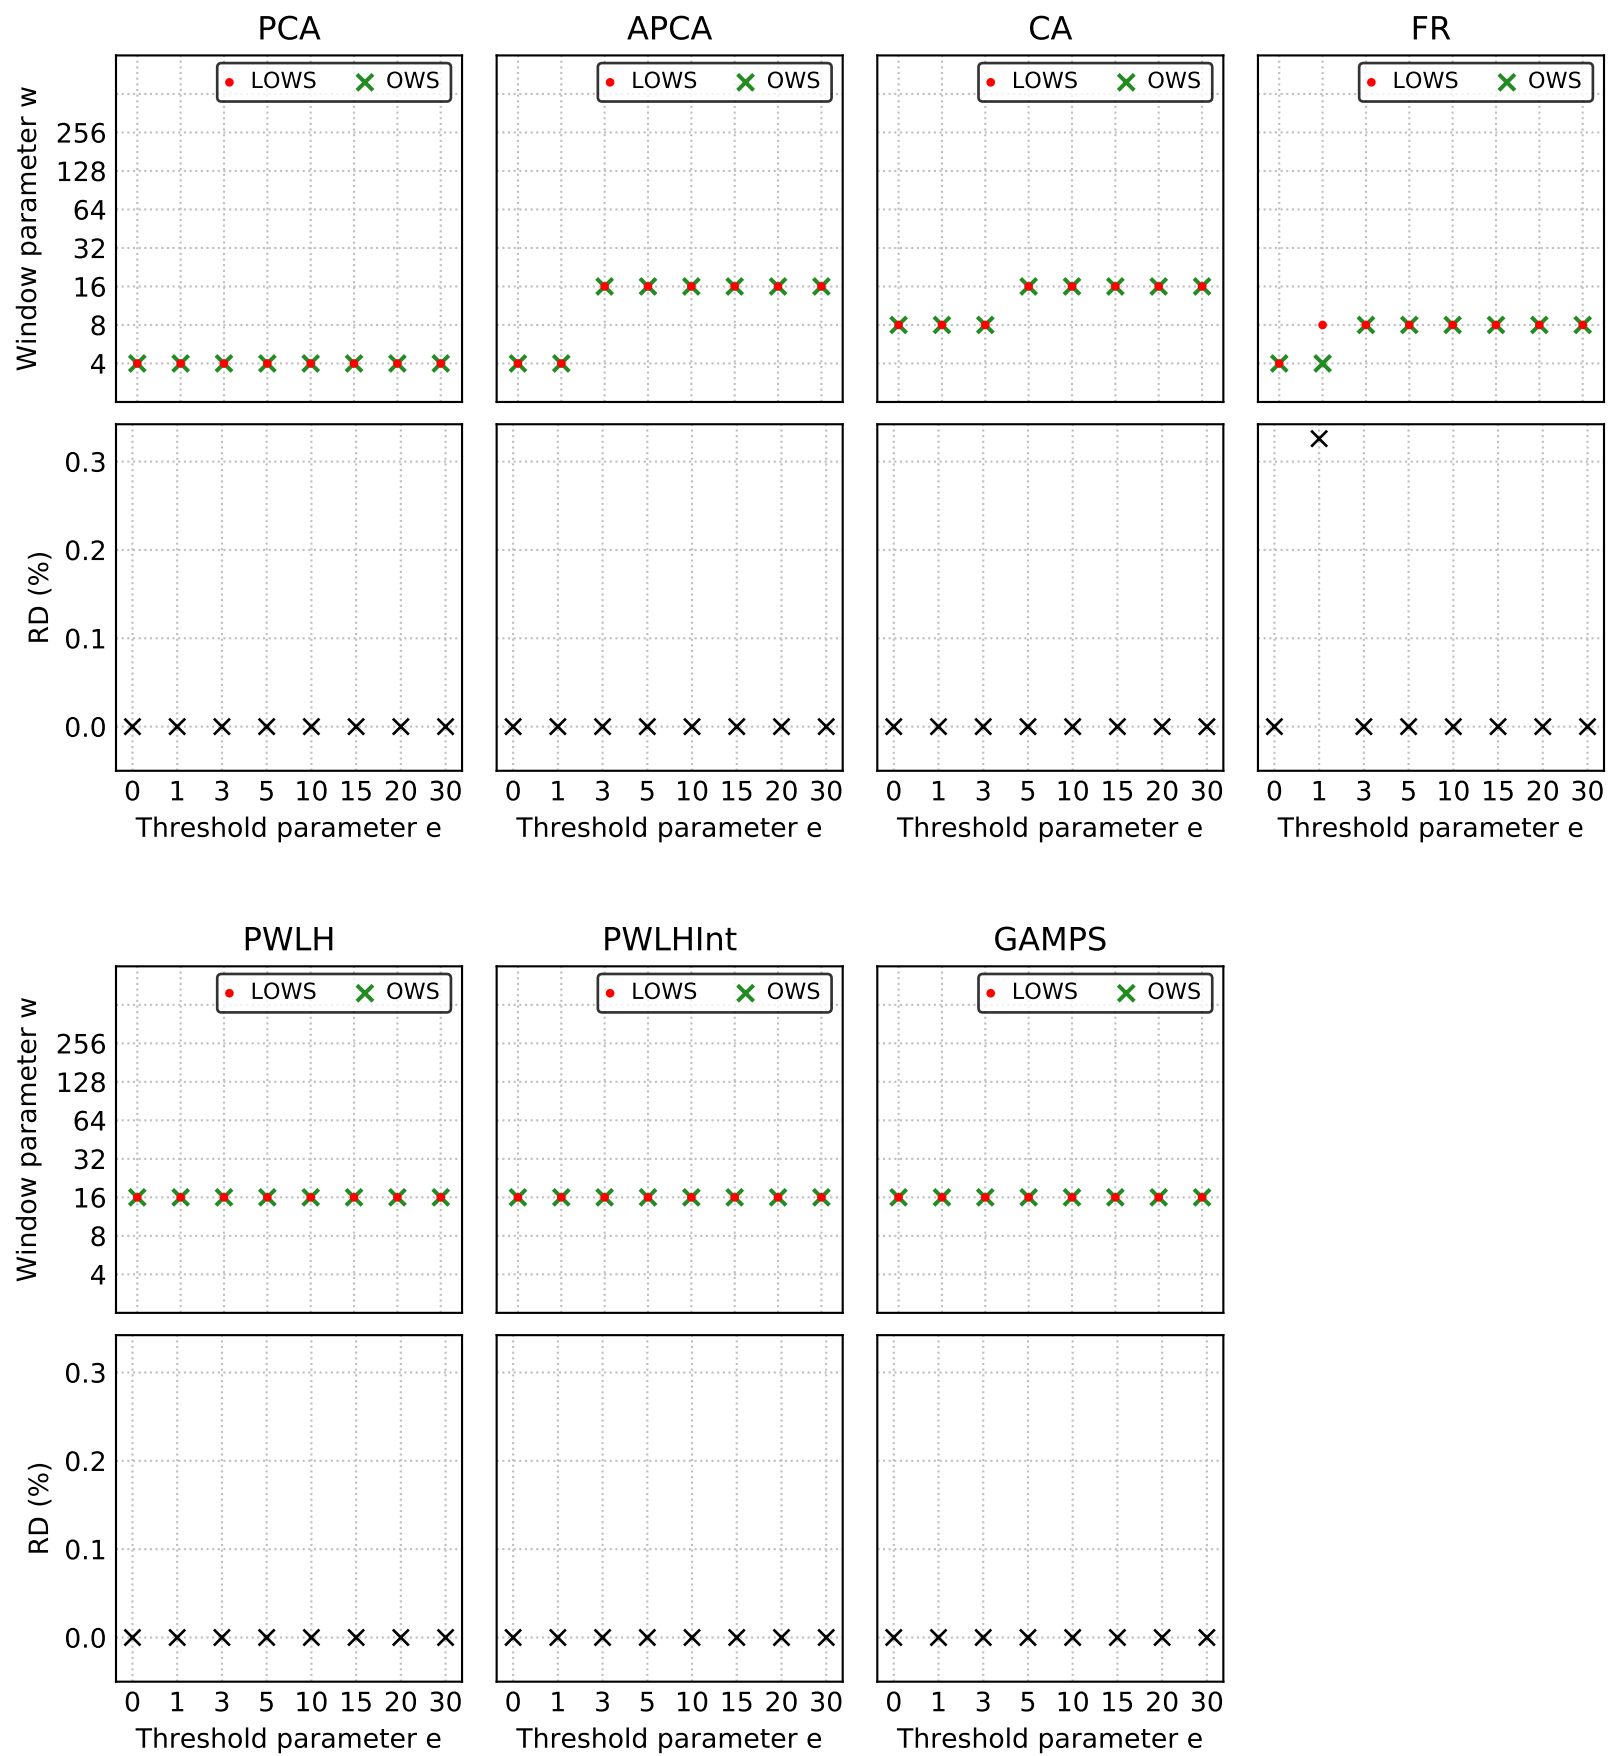 PCA APCA CA FR
LOWS OWS LOWS OWS LOWS OWS LOWS OWS
Window parameter w
256
128
64
32
16
8
4
RD (%)
0.3
0.2
0.1
0.0
0 1 3 5 10 15 20 30 0 1 3 5 10 15 20 30 0 1 3 5 10 15 20 30 0 1 3 5 10 15 20 30
Threshold parameter e Threshold parameter e Threshold parameter e Threshold parameter e
PWLH PWLHInt GAMPS
LOWS OWS LOWS OWS LOWS OWS
Window parameter w
256
128
64
32
16
8
4
RD (%)
0.3
0.2
0.1
0.0
0 1 3 5 10 15 20 30 0 1 3 5 10 15 20 30 0 1 3 5 10 15 20 30
Threshold parameter e Threshold parameter e Threshold parameter e